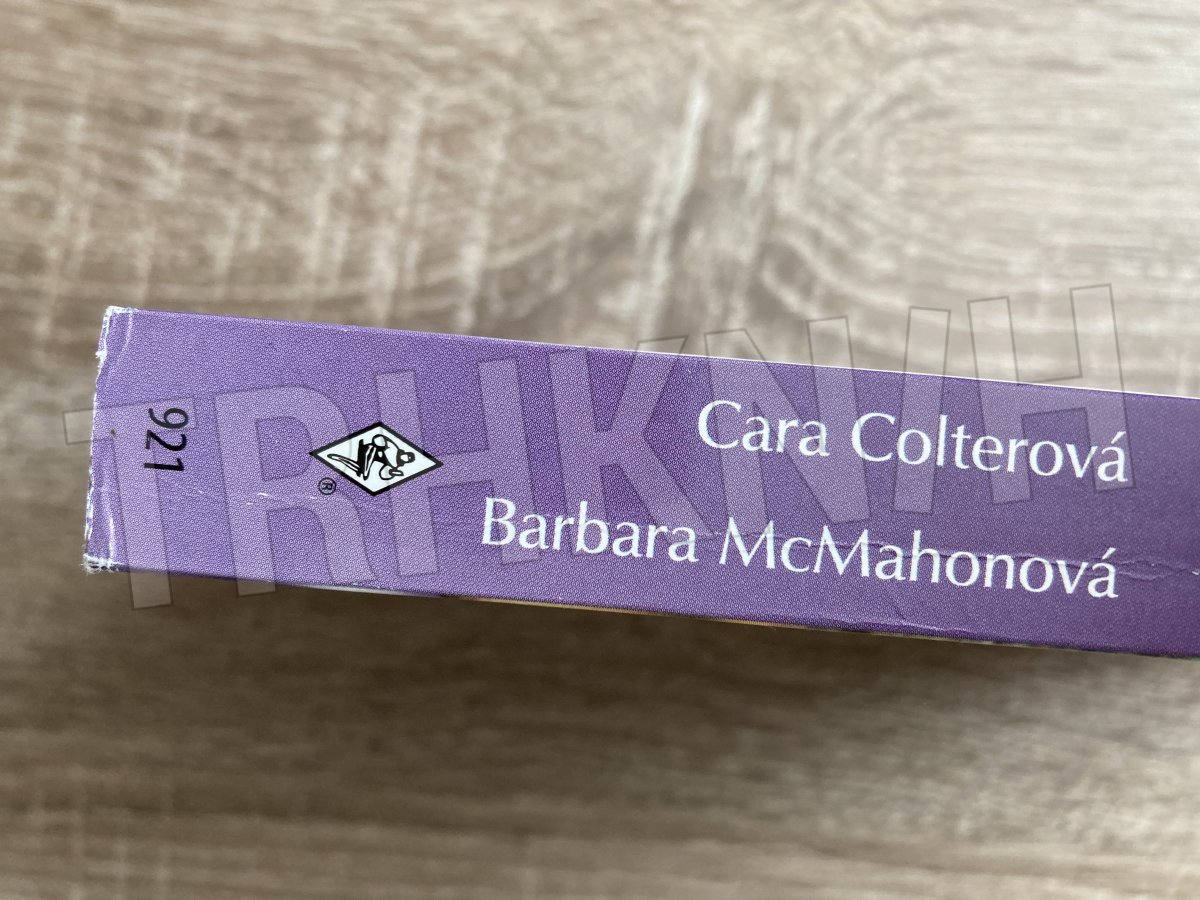 921
®
Cara Colterová
Barbara McMahonová
TRHKNIH